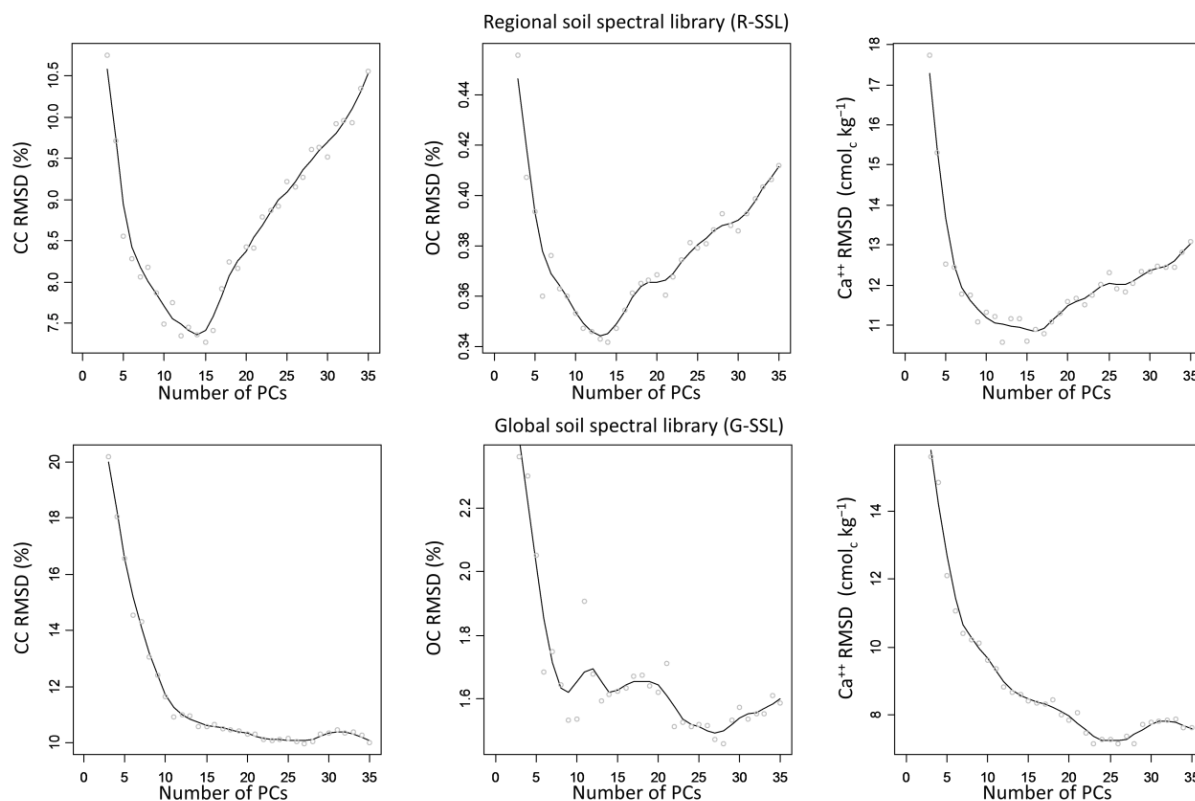 Regional soil spectral library (R-SSL)
CC RMSD (%)
10.5
10.0
9.5
9.0
8.5
8.0
7.5
0 5 10 15 20 25 30 35
Number of PCs
OC RMSD (%)
0.44
0.42
0.40
0.38
0.36
0.34
0 5 10 15 20 25 30 35
Number of PCs
Ca⁺⁺ RMSD (cmol_c kg⁻¹)
18
17
16
15
14
13
12
11
0 5 10 15 20 25 30 35
Number of PCs
Global soil spectral library (G-SSL)
CC RMSD (%)
20
18
16
14
12
10
0 5 10 15 20 25 30 35
Number of PCs
OC RMSD (%)
2.2
2.0
1.8
1.6
0 5 10 15 20 25 30 35
Number of PCs
Ca⁺⁺ RMSD (cmol_c kg⁻¹)
14
12
10
8
0 5 10 15 20 25 30 35
Number of PCs